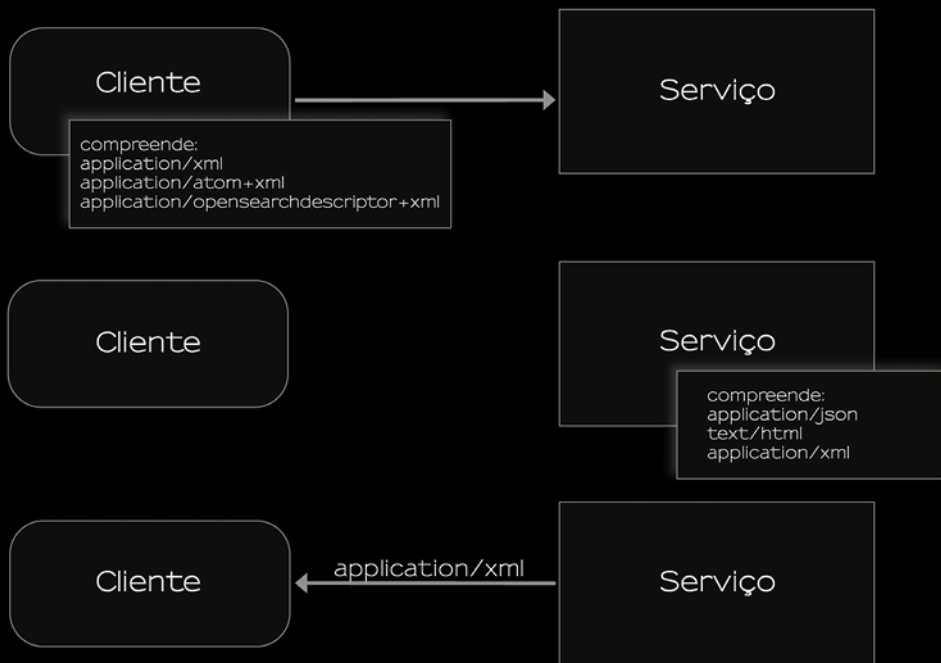 Cliente
Serviço
compreende:
application/xml
application/atom+xml
application/opensearchdescriptor+xml
Cliente
Serviço
compreende:
application/json
text/html
application/xml
Cliente
application/xml
Serviço